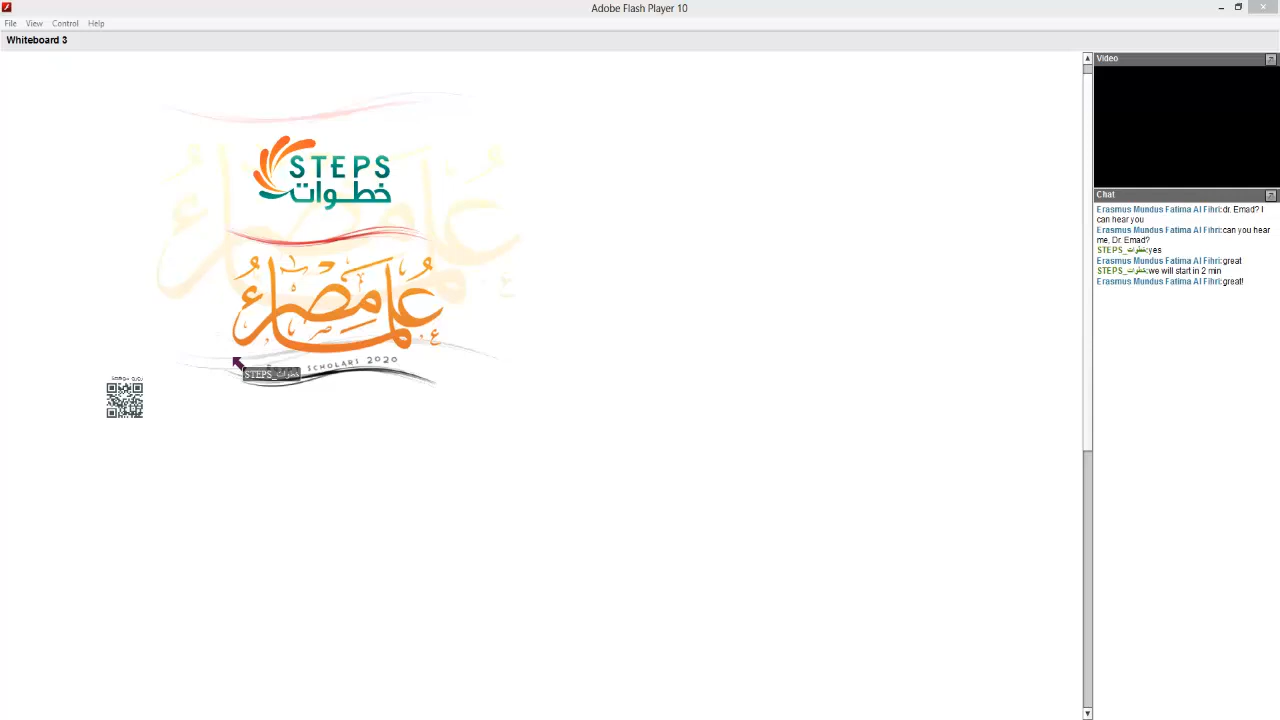 Adobe Flash Player 10
File View Control Help
Whiteboard 3
STEPS
خطوات
علماء مصر
SCHOLARS 2020
STEPS_خطوات
Video
Chat
Erasmus Mundus Fatima Al Fihri:dr. Emad? I
can hear you
Erasmus Mundus Fatima Al Fihri:can you hear
me, Dr. Emad?
STEPS_خطوات:yes
Erasmus Mundus Fatima Al Fihri:great
STEPS_خطوات:we will start in 2 min
Erasmus Mundus Fatima Al Fihri:great!